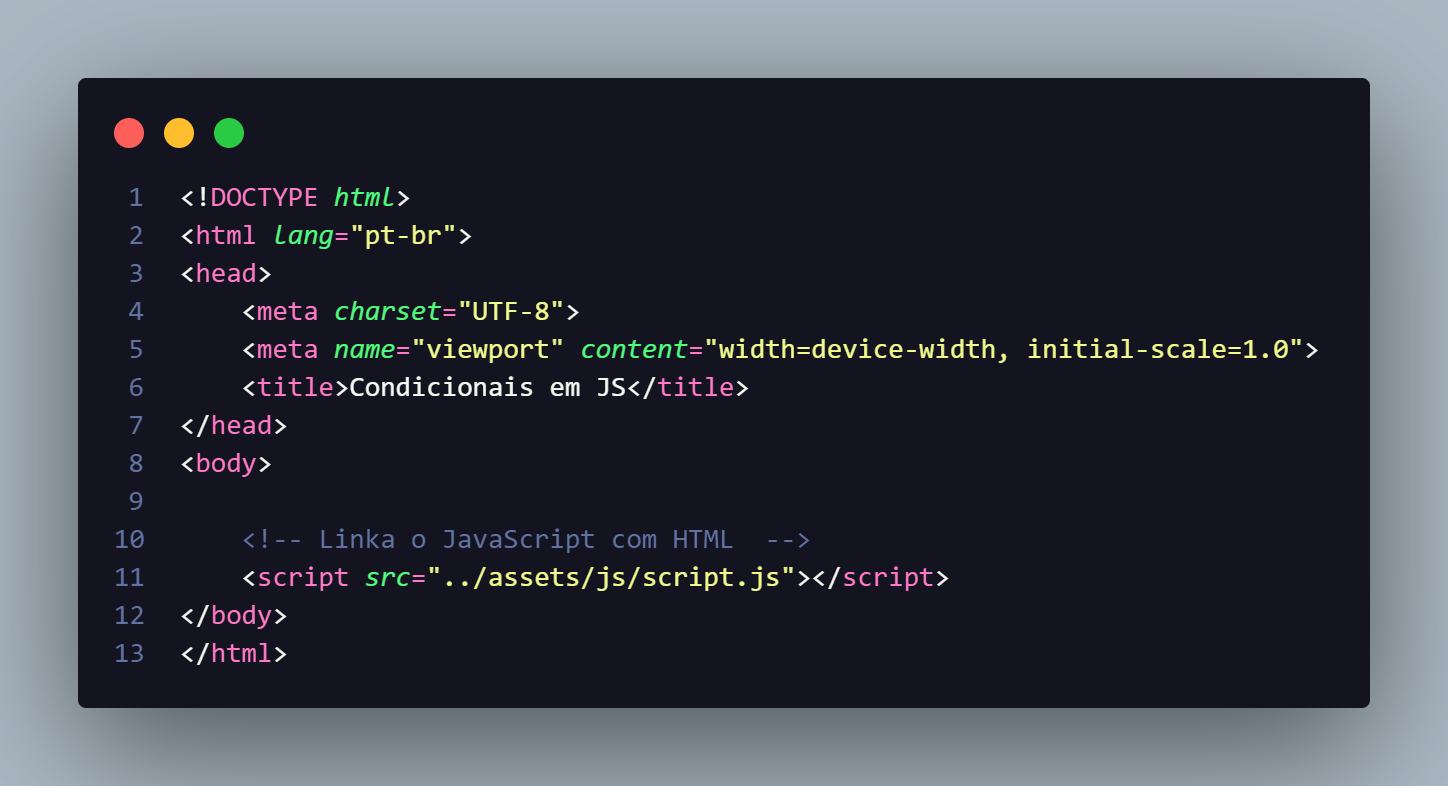 1 <!DOCTYPE html>
2 <html lang="pt-br">
3 <head>
4     <meta charset="UTF-8">
5     <meta name="viewport" content="width=device-width, initial-scale=1.0">
6     <title>Condicionais em JS</title>
7 </head>
8 <body>
9
10     <!-- Linka o JavaScript com HTML  -->
11     <script src="../assets/js/script.js"></script>
12 </body>
13 </html>